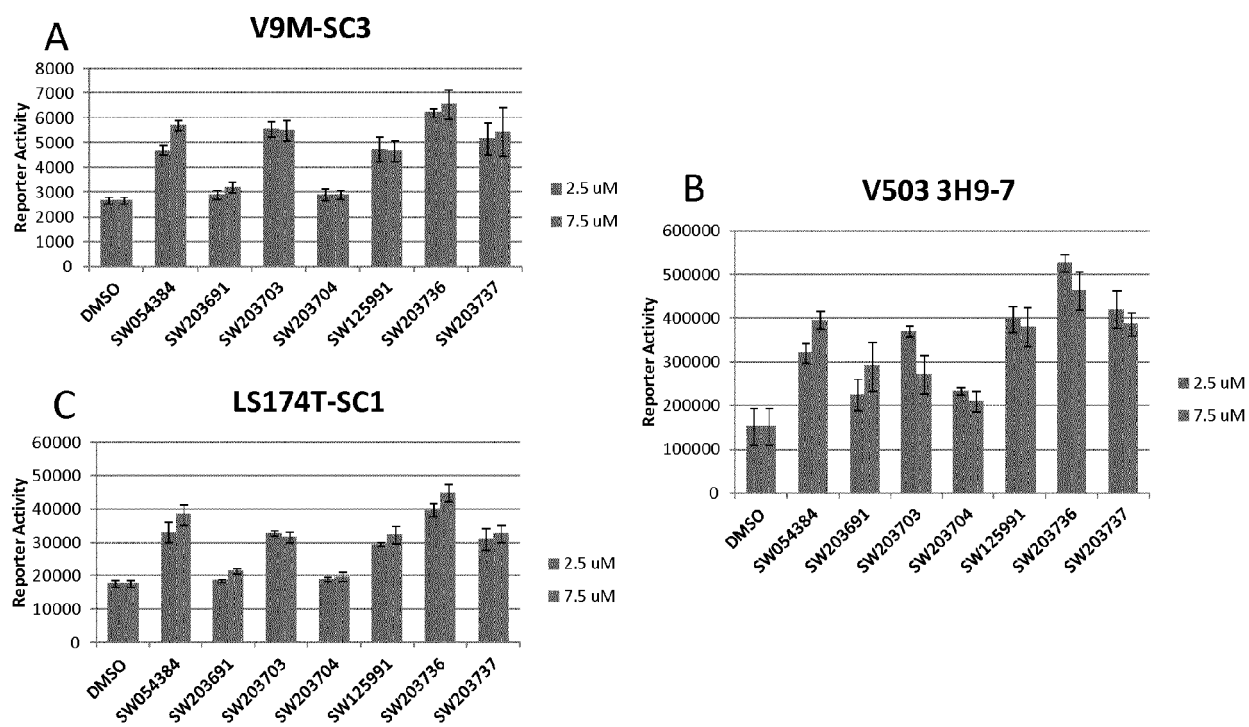 A
V9M-SC3
8000
7000
6000
5000
4000
3000
2000
1000
0
Reporter Activity
DMSO
SW054384
SW203691
SW203703
SW203704
SW125991
SW203736
SW203737
2.5 uM
7.5 uM
B
V503 3H9-7
600000
500000
400000
300000
200000
100000
0
Reporter Activity
DMSO
SW054384
SW203691
SW203703
SW203704
SW125991
SW203736
SW203737
2.5 uM
7.5 uM
C
LS174T-SC1
60000
50000
40000
30000
20000
10000
0
Reporter Activity
DMSO
SW054384
SW203691
SW203703
SW203704
SW125991
SW203736
SW203737
2.5 uM
7.5 uM